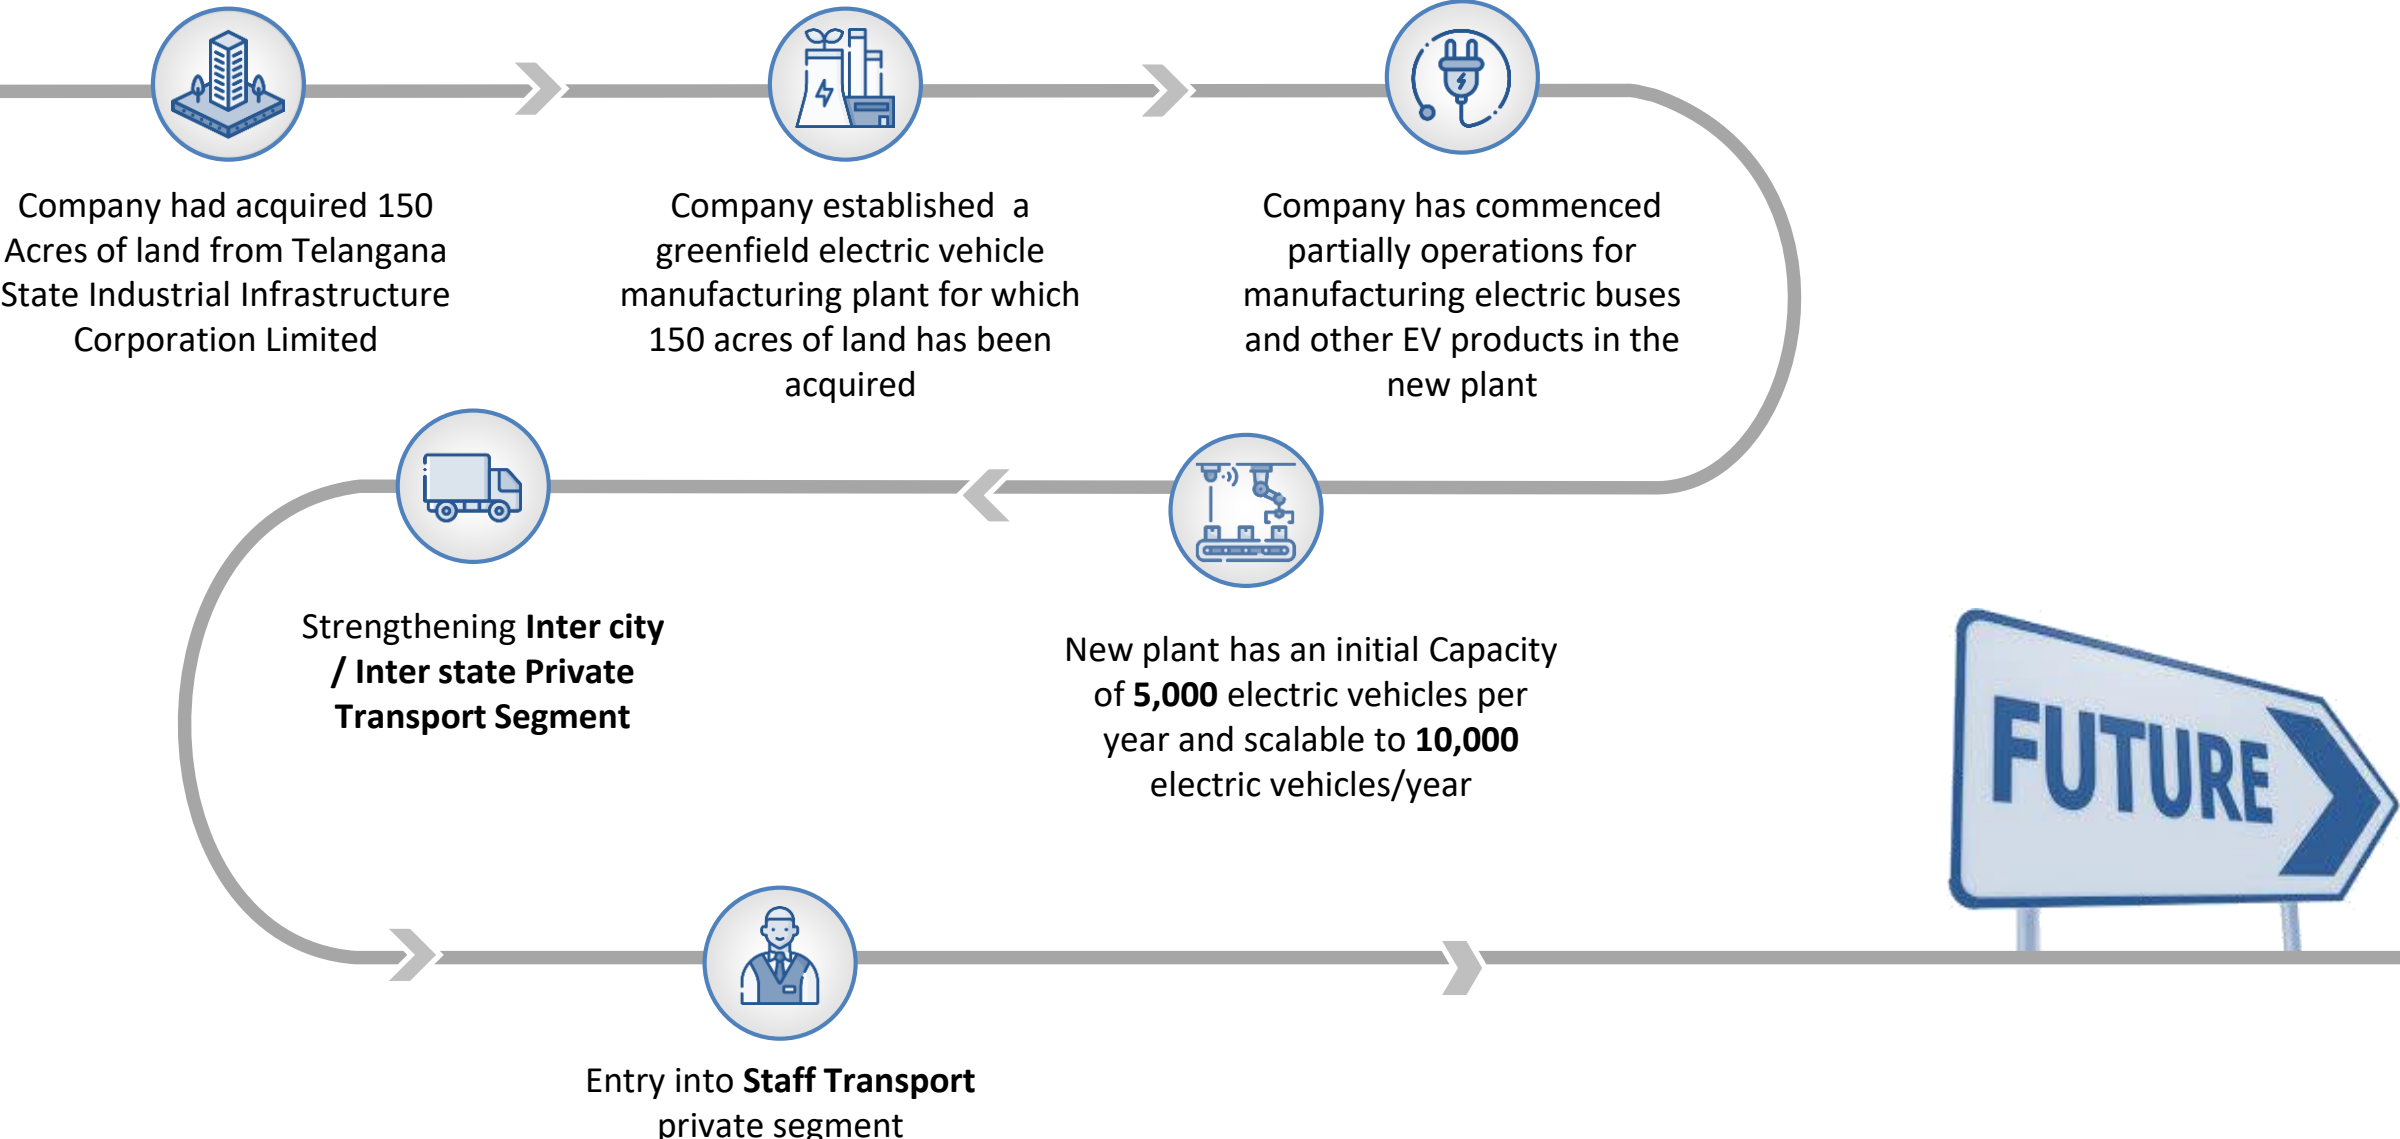 Company had acquired 150
Acres of land from Telangana
State Industrial Infrastructure
Corporation Limited
Company established a
greenfield electric vehicle
manufacturing plant for which
150 acres of land has been
acquired
Company has commenced
partially operations for
manufacturing electric buses
and other EV products in the
new plant
New plant has an initial Capacity
of 5,000 electric vehicles per
year and scalable to 10,000
electric vehicles/year
Strengthening Inter city
/ Inter state Private
Transport Segment
Entry into Staff Transport
private segment
FUTURE